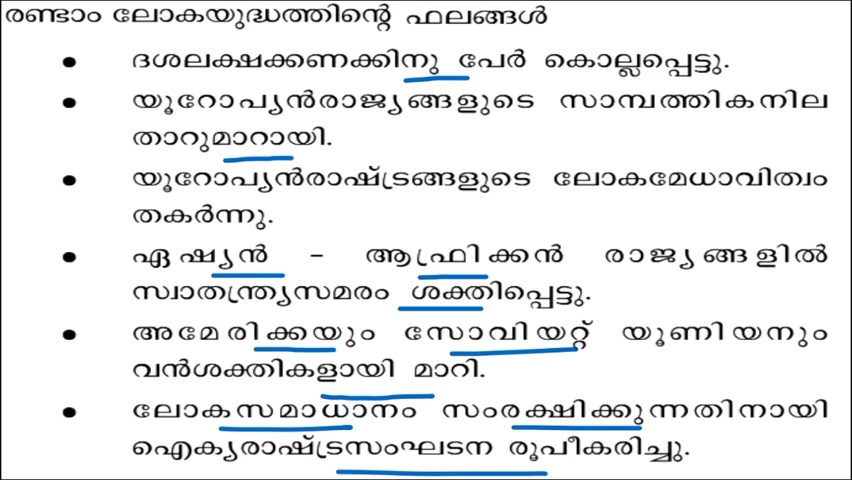 രണ്ടാം ലോകയുദ്ധത്തിന്റെ ഫലങ്ങൾ
• ദശലക്ഷക്കണക്കിനു പേർ കൊല്ലപ്പെട്ടു.
• യൂറോപ്യൻരാജ്യങ്ങളുടെ സാമ്പത്തികനില
താറുമാറായി.
• യൂറോപ്യൻരാഷ്ട്രങ്ങളുടെ ലോകമേധാവിത്വം
തകർന്നു.
• ഏഷ്യൻ - ആഫ്രിക്കൻ രാജ്യങ്ങളിൽ
സ്വാതന്ത്ര്യസമരം ശക്തിപ്പെട്ടു.
• അമേരിക്കയും സോവിയറ്റ് യൂണിയനും
വൻശക്തികളായി മാറി.
• ലോകസമാധാനം സംരക്ഷിക്കുന്നതിനായി
ഐക്യരാഷ്ട്രസംഘടന രൂപീകരിച്ചു.